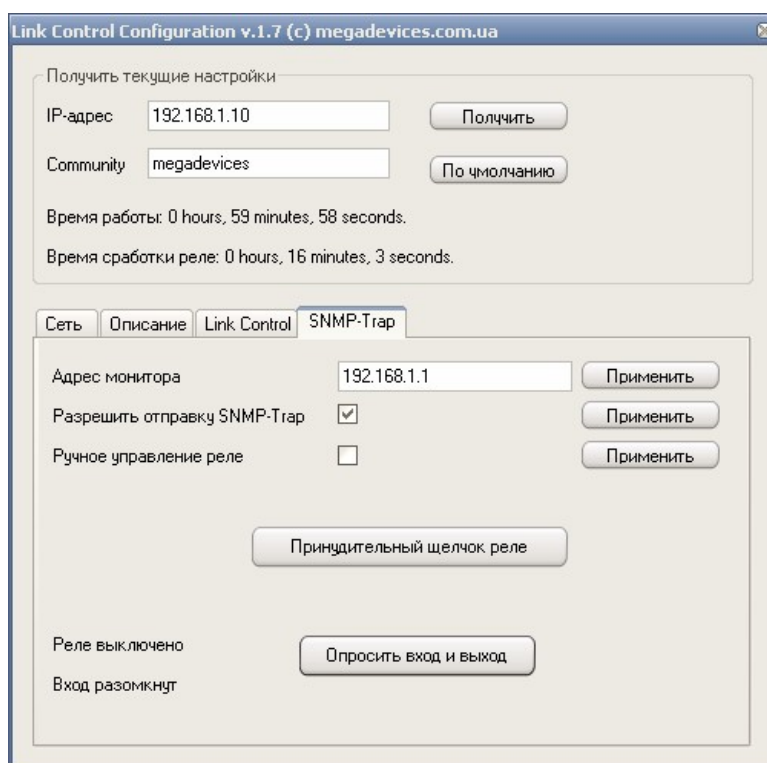 Link Control Configuration v.1.7 (c) megadevices.com.ua
Получить текущие настройки
IP-адрес 192.168.1.10 Получить
Community megadevices По умолчанию
Время работы: 0 hours, 59 minutes, 58 seconds.
Время сработки реле: 0 hours, 16 minutes, 3 seconds.
Сеть Описание Link Control SNMP-Trap
Адрес монитора 192.168.1.1 Применить
Разрешить отправку SNMP-Trap Применить
Ручное управление реле Применить
Принудительный щелчок реле
Реле выключено
Опросить вход и выход
Вход разомкнут